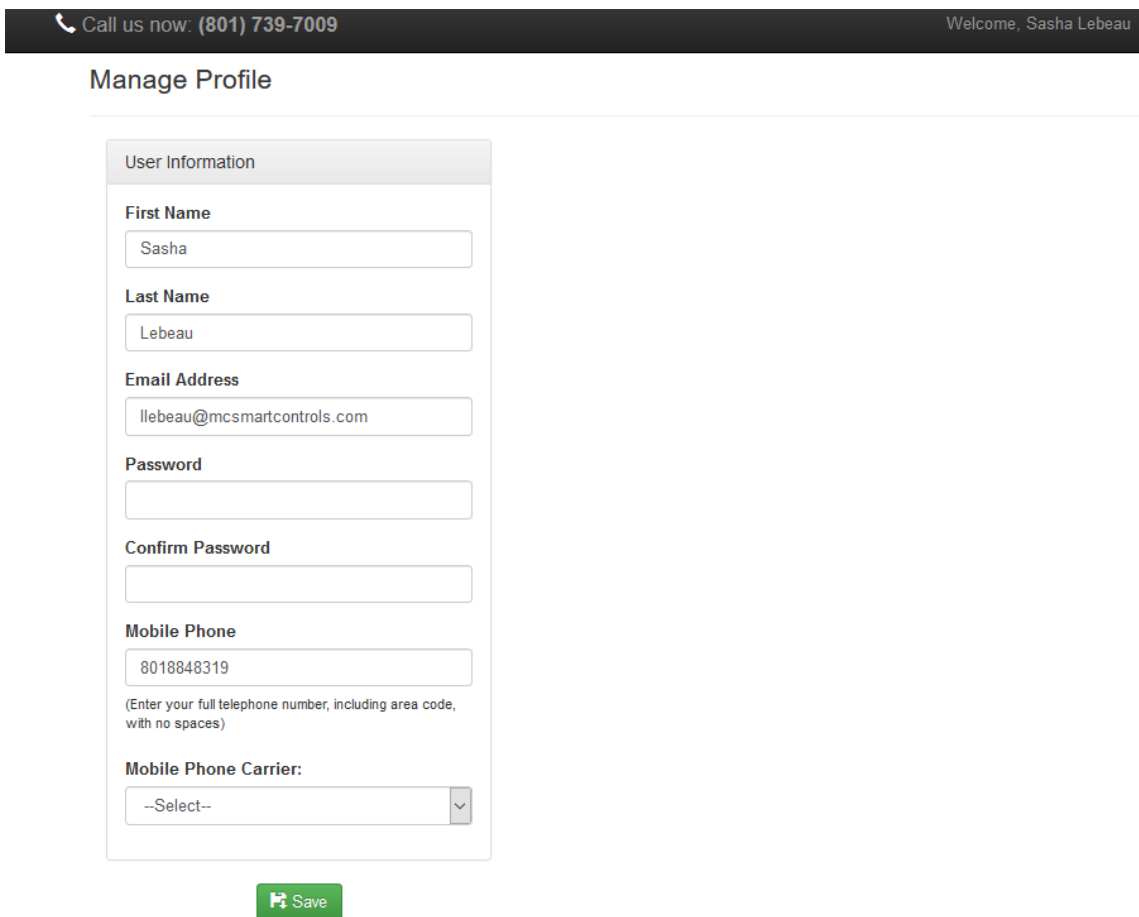 Call us now: (801) 739-7009
Welcome, Sasha Lebeau
Manage Profile
User Information
First Name
Sasha
Last Name
Lebeau
Email Address
llebeau@mcsmartcontrols.com
Password
Confirm Password
Mobile Phone
8018848319
(Enter your full telephone number, including area code,
with no spaces)
Mobile Phone Carrier:
--Select--
Save